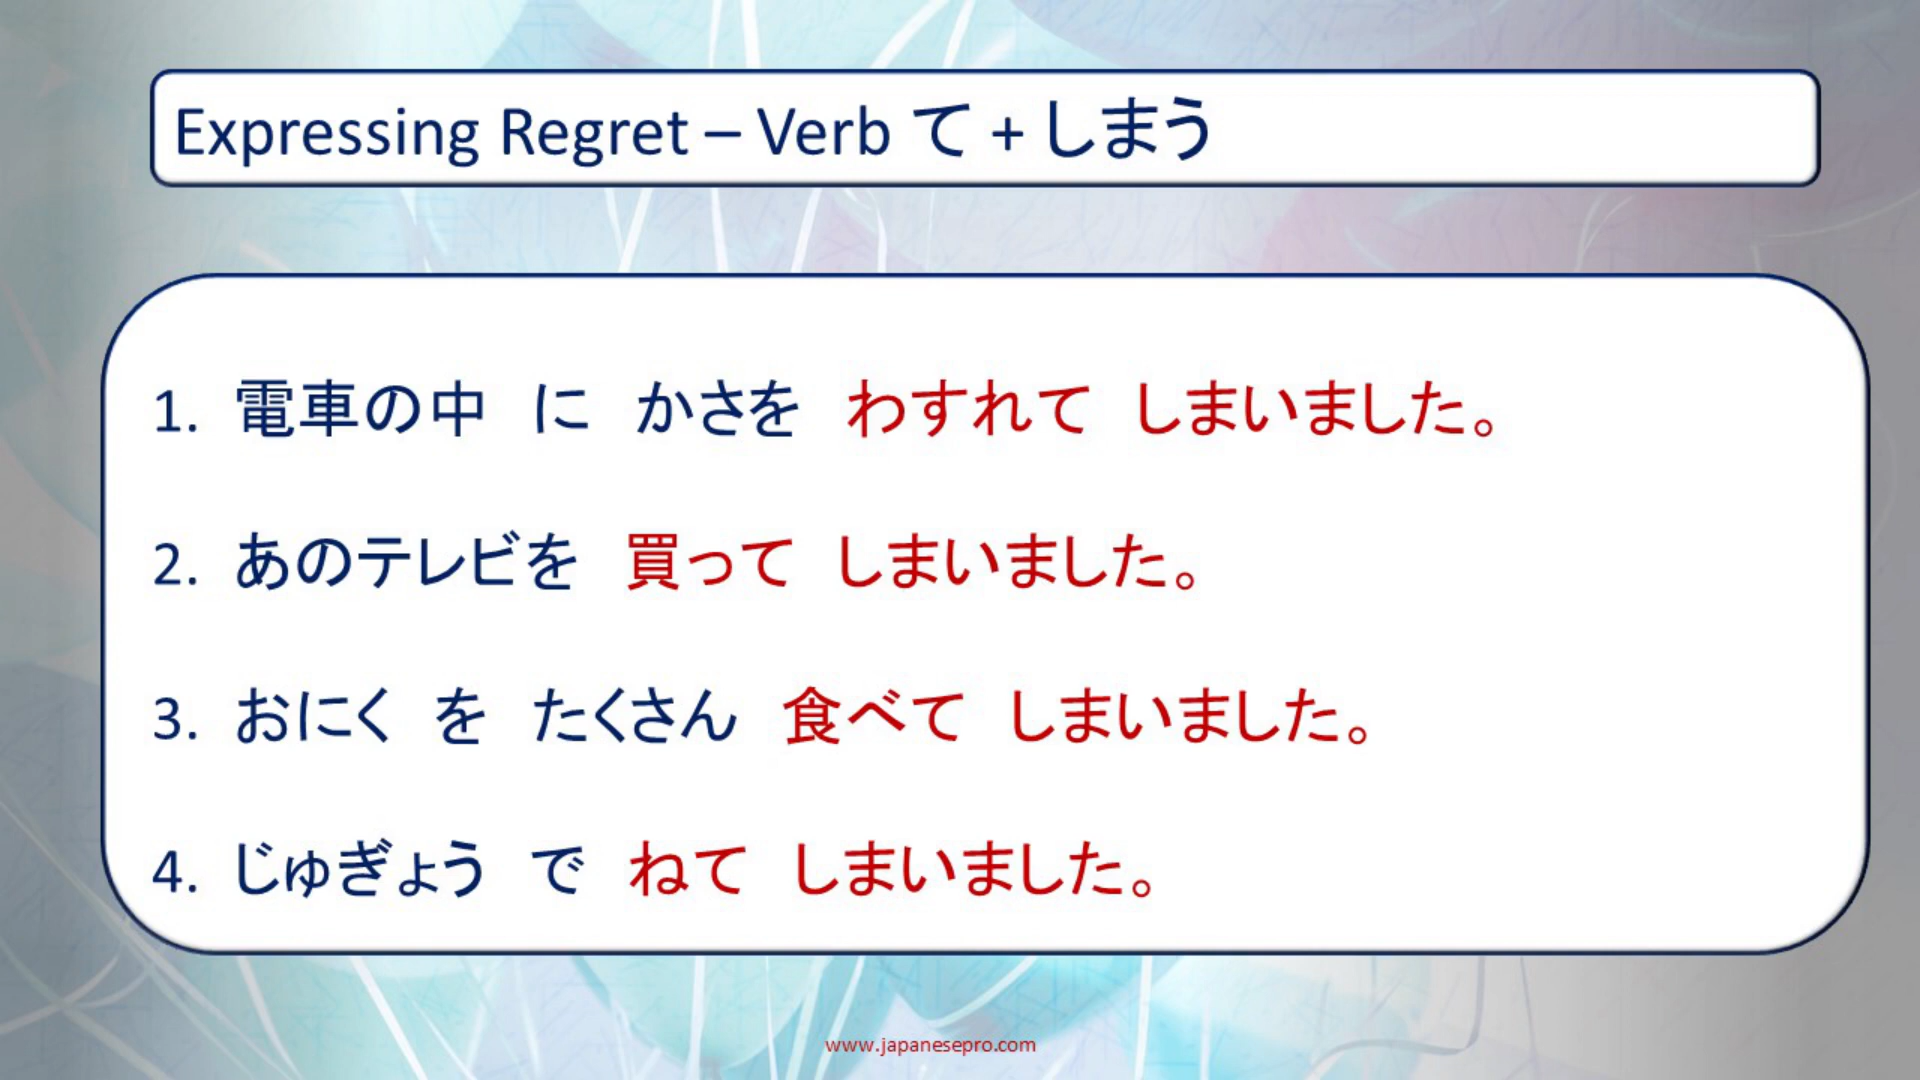 Expressing Regret – Verb て + しまう
1. 電車の中 に かさを わすれて しまいました。
2. あのテレビを 買って しまいました。
3. おにく を たくさん 食べて しまいました。
4. じゅぎょう で ねて しまいました。
www.japanesepro.com